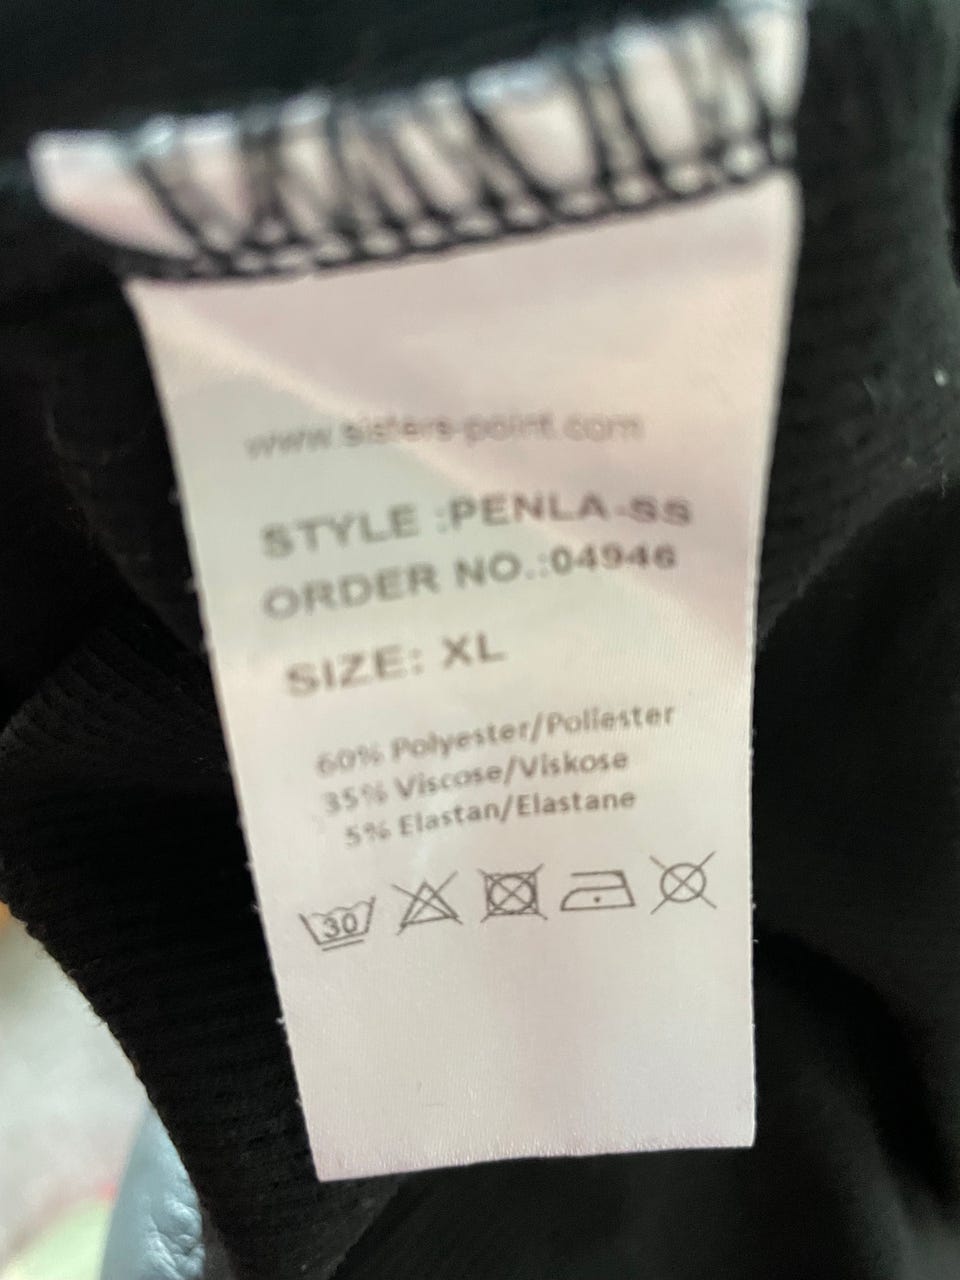 www.sisters-point.com
STYLE :PENLA-SS
ORDER NO.:04946
SIZE: XL
60% Polyester/Poliester
35% Viscose/Viskose
5% Elastan/Elastane
30